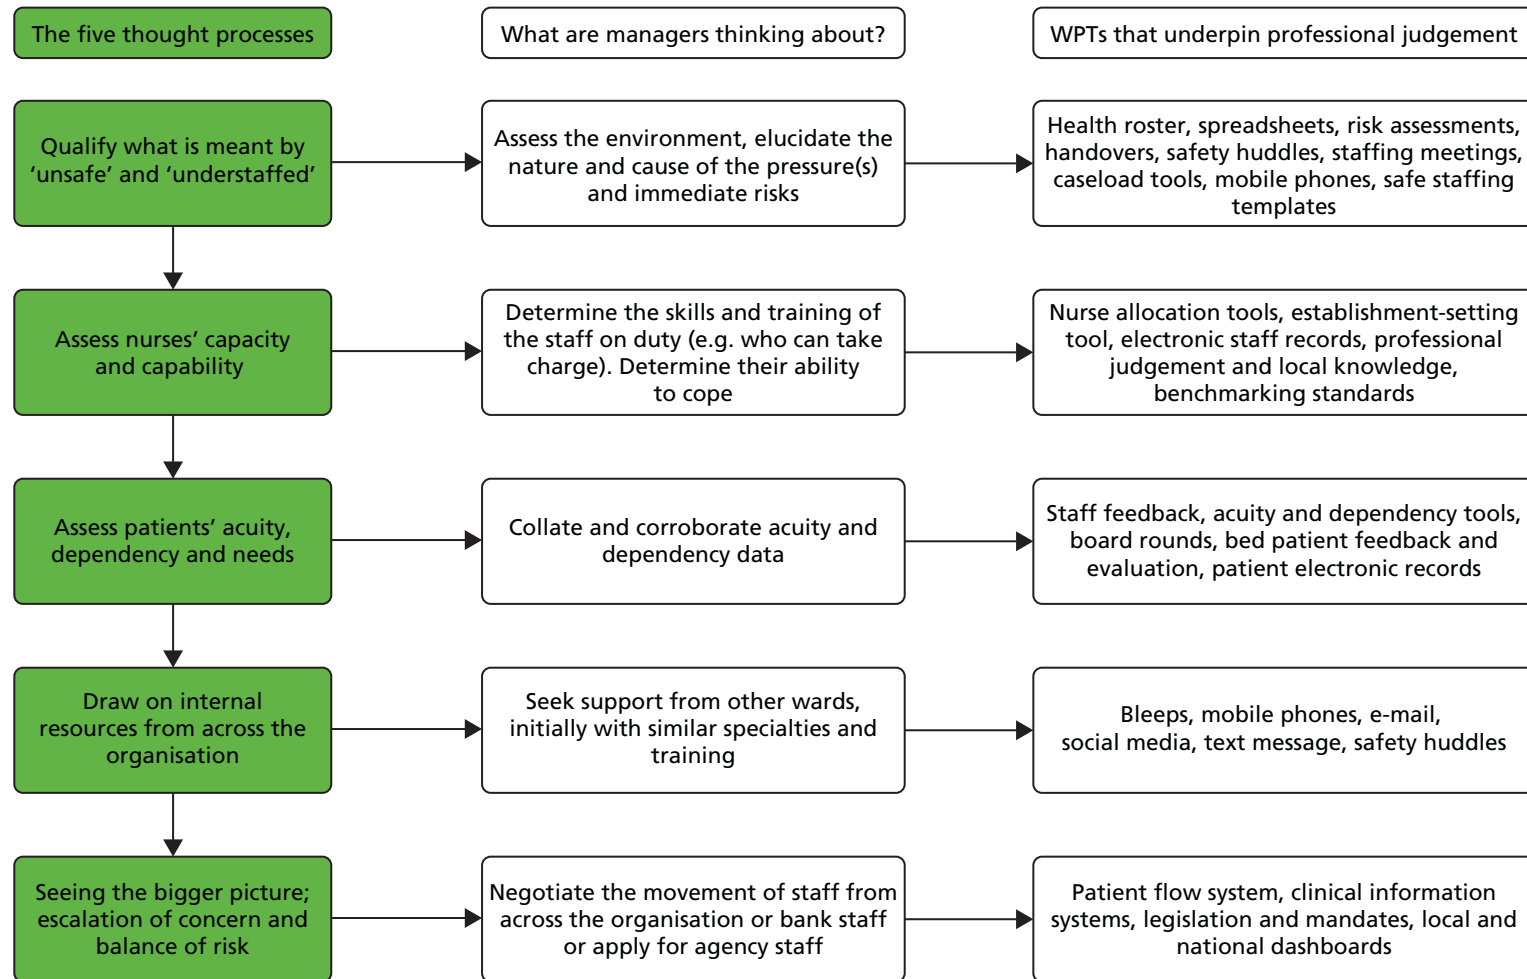 The five thought processes
What are managers thinking about?
WPTs that underpin professional judgement
Qualify what is meant by
‘unsafe’ and ‘understaffed’
Assess the environment, elucidate the
nature and cause of the pressure(s)
and immediate risks
Health roster, spreadsheets, risk assessments,
handovers, safety huddles, staffing meetings,
caseload tools, mobile phones, safe staffing
templates
Assess nurses’ capacity
and capability
Determine the skills and training of
the staff on duty (e.g. who can take
charge). Determine their ability
to cope
Nurse allocation tools, establishment-setting
tool, electronic staff records, professional
judgement and local knowledge,
benchmarking standards
Assess patients’ acuity,
dependency and needs
Collate and corroborate acuity and
dependency data
Staff feedback, acuity and dependency tools,
board rounds, bed patient feedback and
evaluation, patient electronic records
Draw on internal
resources from across the
organisation
Seek support from other wards,
initially with similar specialties and
training
Bleeps, mobile phones, e-mail,
social media, text message, safety huddles
Seeing the bigger picture;
escalation of concern and
balance of risk
Negotiate the movement of staff from
across the organisation or bank staff
or apply for agency staff
Patient flow system, clinical information
systems, legislation and mandates, local and
national dashboards